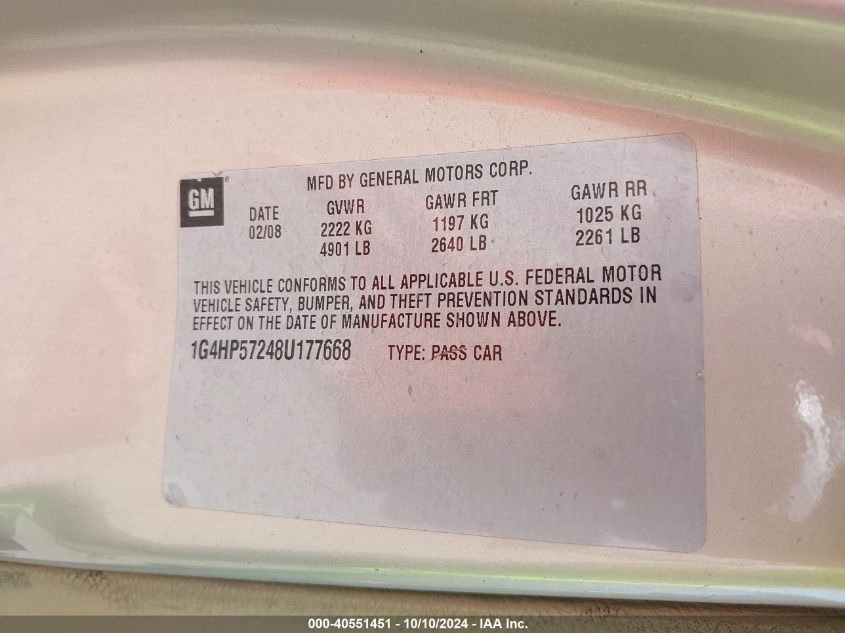 GM®
MFD BY GENERAL MOTORS CORP.
DATE GVWR GAWR FRT GAWR RR
02/08 2222 KG 1197 KG 1025 KG
4901 LB 2640 LB 2261 LB
THIS VEHICLE CONFORMS TO ALL APPLICABLE U.S. FEDERAL MOTOR
VEHICLE SAFETY, BUMPER, AND THEFT PREVENTION STANDARDS IN
EFFECT ON THE DATE OF MANUFACTURE SHOWN ABOVE.
1G4HP57248U177668 TYPE: PASS CAR
000-40551451 - 10/10/2024 - IAA Inc.